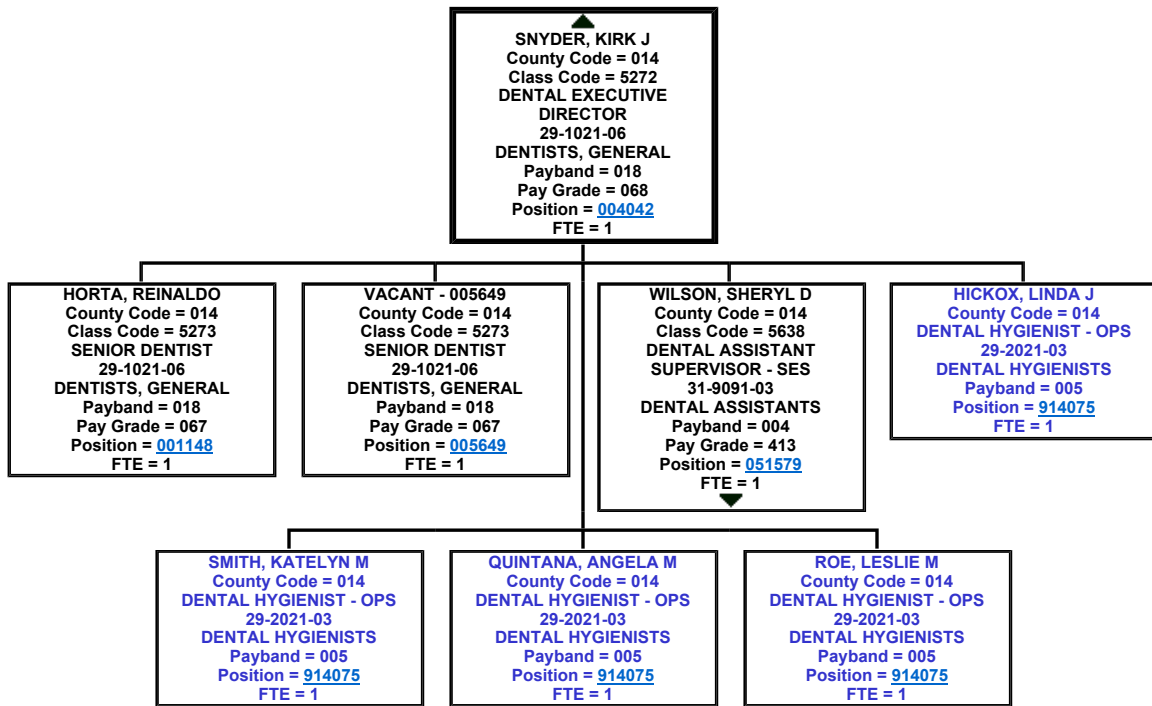 SNYDER, KIRK J
County Code = 014
Class Code = 5272
DENTAL EXECUTIVE
DIRECTOR
29-1021-06
DENTISTS, GENERAL
Payband = 018
Pay Grade = 068
Position = 004042
FTE = 1
HORTA, REINALDO
County Code = 014
Class Code = 5273
SENIOR DENTIST
29-1021-06
DENTISTS, GENERAL
Payband = 018
Pay Grade = 067
Position = 001148
FTE = 1
VACANT - 005649
County Code = 014
Class Code = 5273
SENIOR DENTIST
29-1021-06
DENTISTS, GENERAL
Payband = 018
Pay Grade = 067
Position = 005649
FTE = 1
WILSON, SHERYL D
County Code = 014
Class Code = 5638
DENTAL ASSISTANT
SUPERVISOR - SES
31-9091-03
DENTAL ASSISTANTS
Payband = 004
Pay Grade = 413
Position = 051579
FTE = 1
HICKOX, LINDA J
County Code = 014
DENTAL HYGIENIST - OPS
29-2021-03
DENTAL HYGIENISTS
Payband = 005
Position = 914075
FTE = 1
SMITH, KATELYN M
County Code = 014
DENTAL HYGIENIST - OPS
29-2021-03
DENTAL HYGIENISTS
Payband = 005
Position = 914075
FTE = 1
QUINTANA, ANGELA M
County Code = 014
DENTAL HYGIENIST - OPS
29-2021-03
DENTAL HYGIENISTS
Payband = 005
Position = 914075
FTE = 1
ROE, LESLIE M
County Code = 014
DENTAL HYGIENIST - OPS
29-2021-03
DENTAL HYGIENISTS
Payband = 005
Position = 914075
FTE = 1